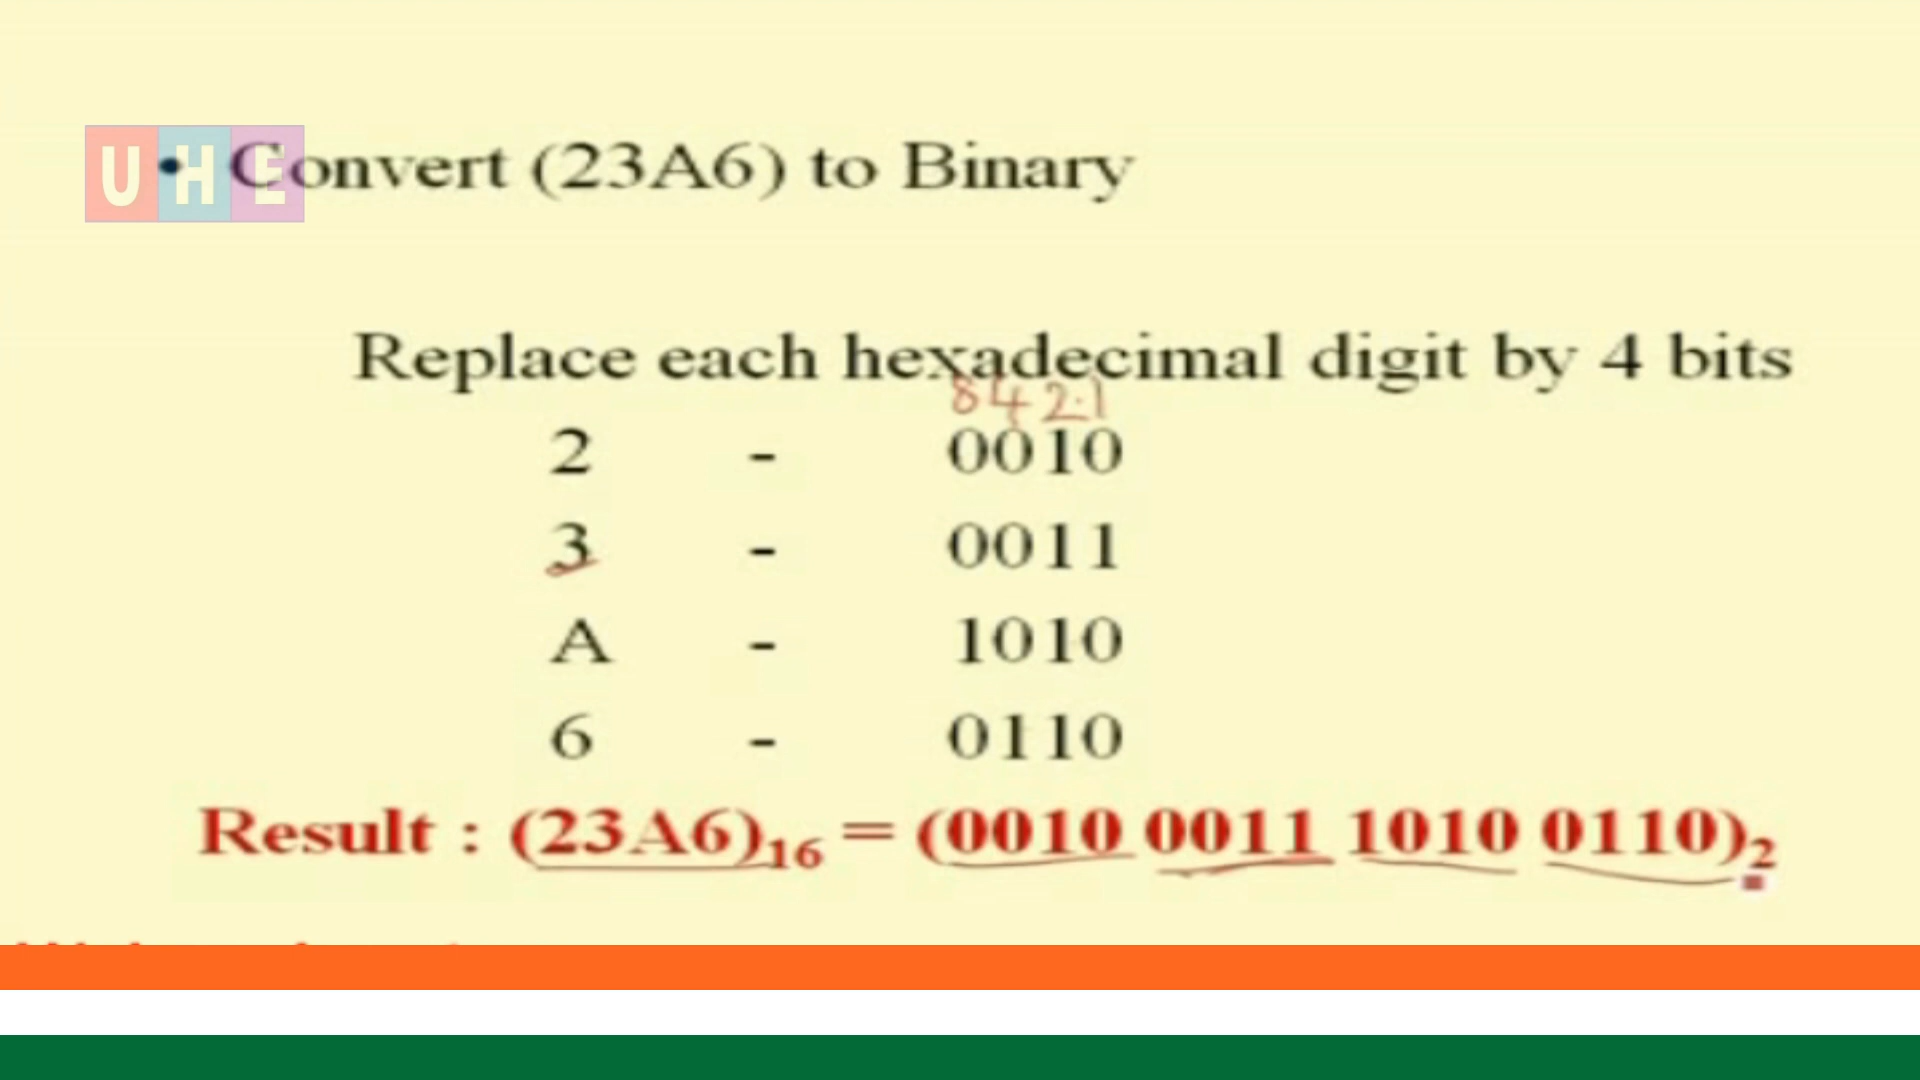 UHE
• Convert (23A6) to Binary
Replace each hexadecimal digit by 4 bits
8 4 2 1
2 - 0010
3 - 0011
A - 1010
6 - 0110
Result : (23A6)16 = (0010 0011 1010 0110)2